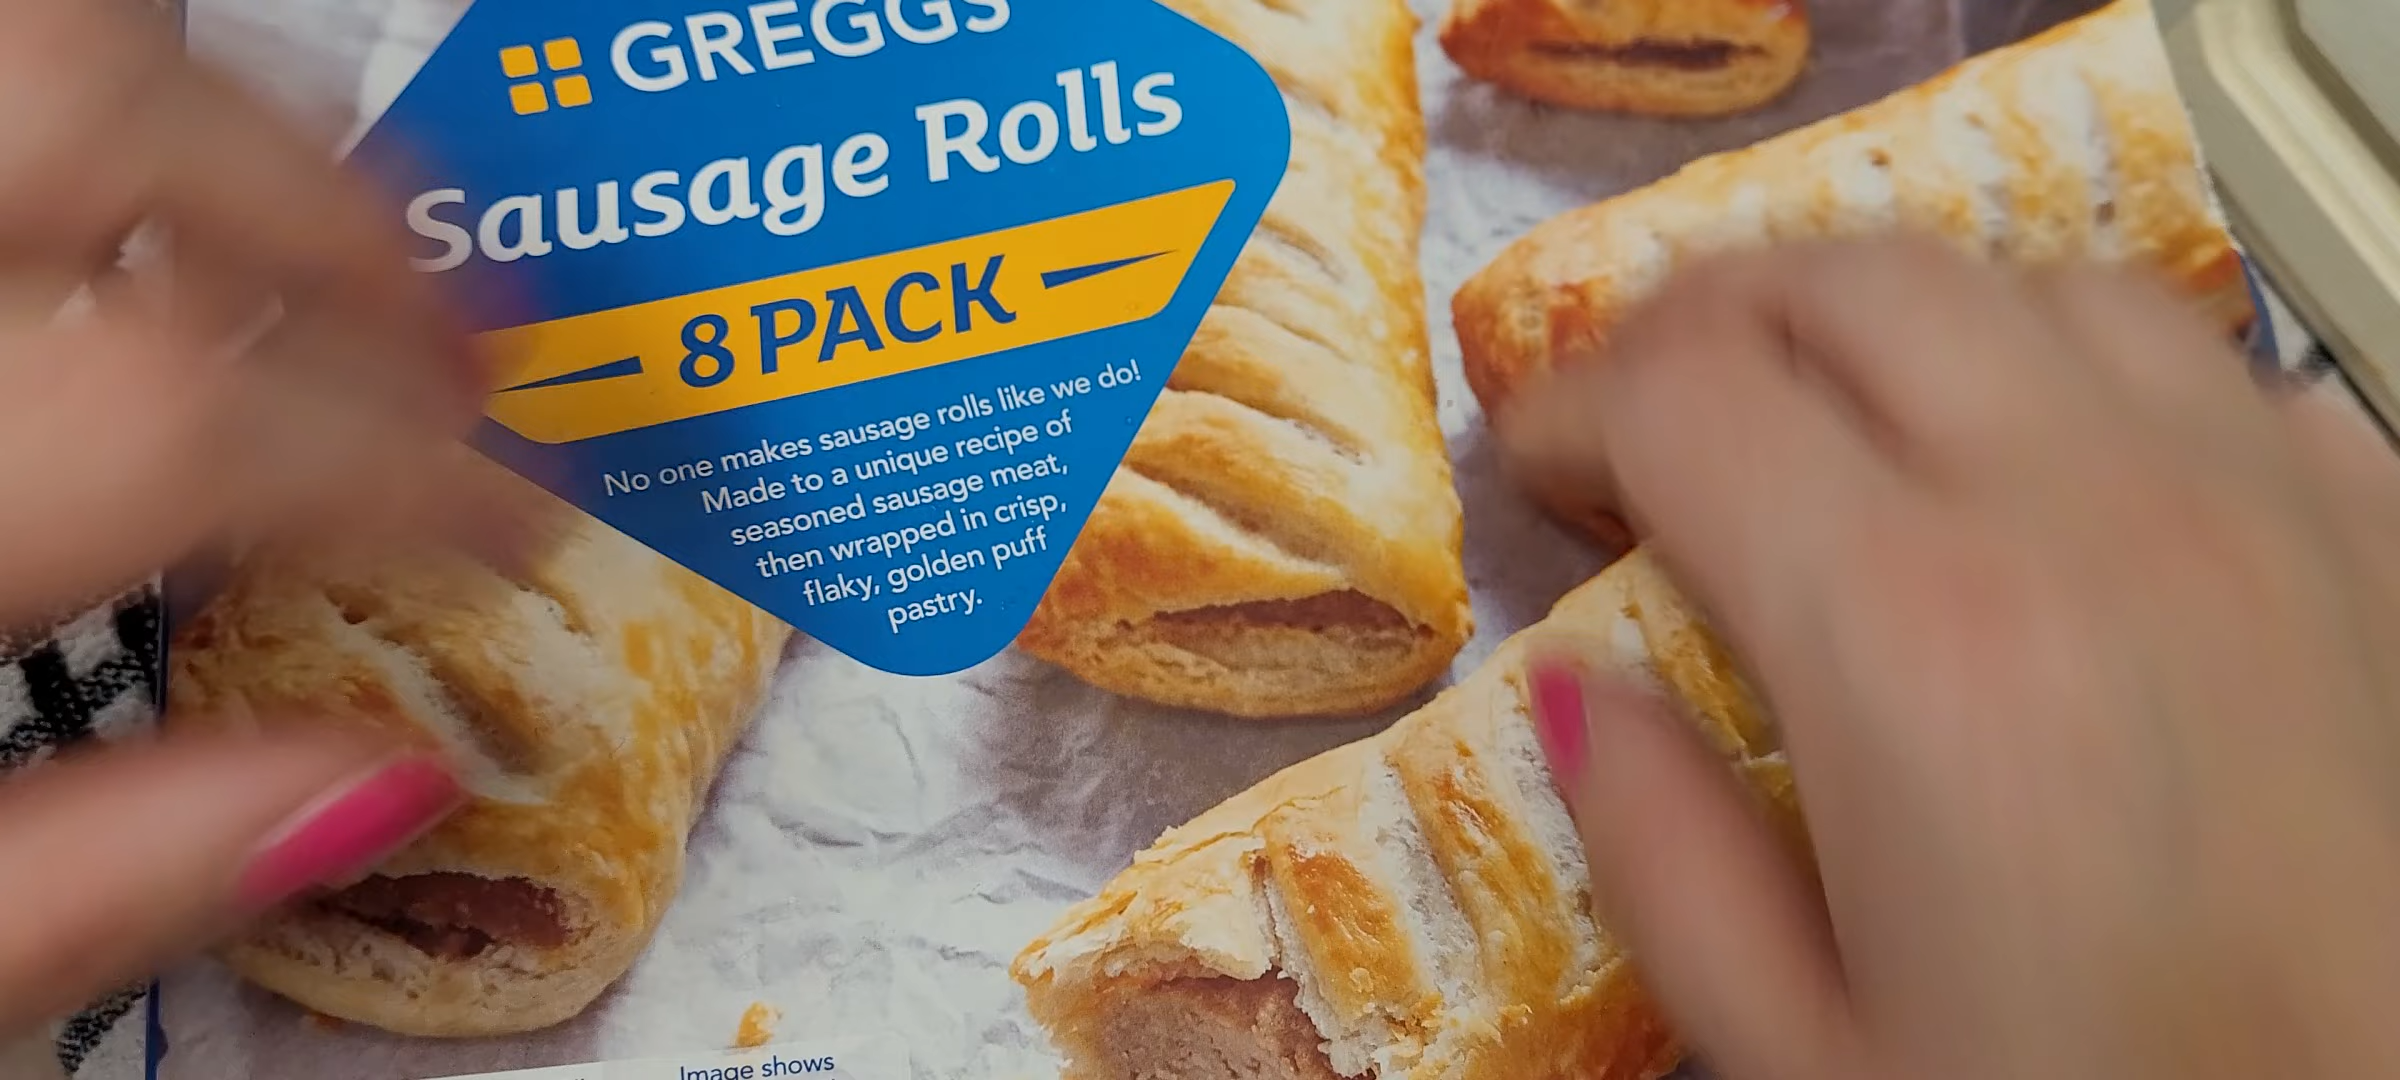 GREGGS
Sausage Rolls
8 PACK
No one makes sausage rolls like we do!
Made to a unique recipe of
seasoned sausage meat,
then wrapped in crisp,
flaky, golden puff
pastry.
Image shows